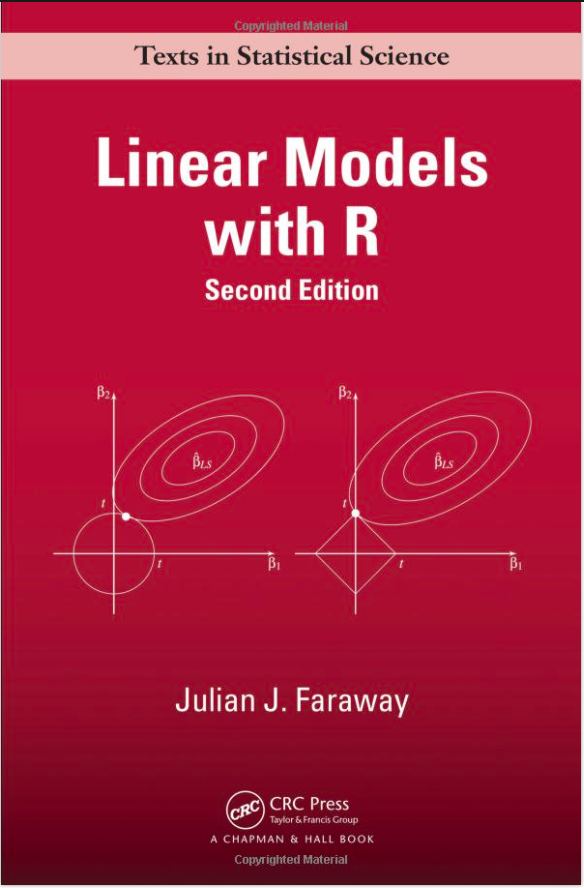 Copyrighted Material
Texts in Statistical Science
Linear Models
with R
Second Edition
β2 β2
β̂LS β̂LS
t t
t t
β1 β1
Julian J. Faraway
CRC CRC Press
Taylor & Francis Group
A CHAPMAN & HALL BOOK
Copyrighted Material